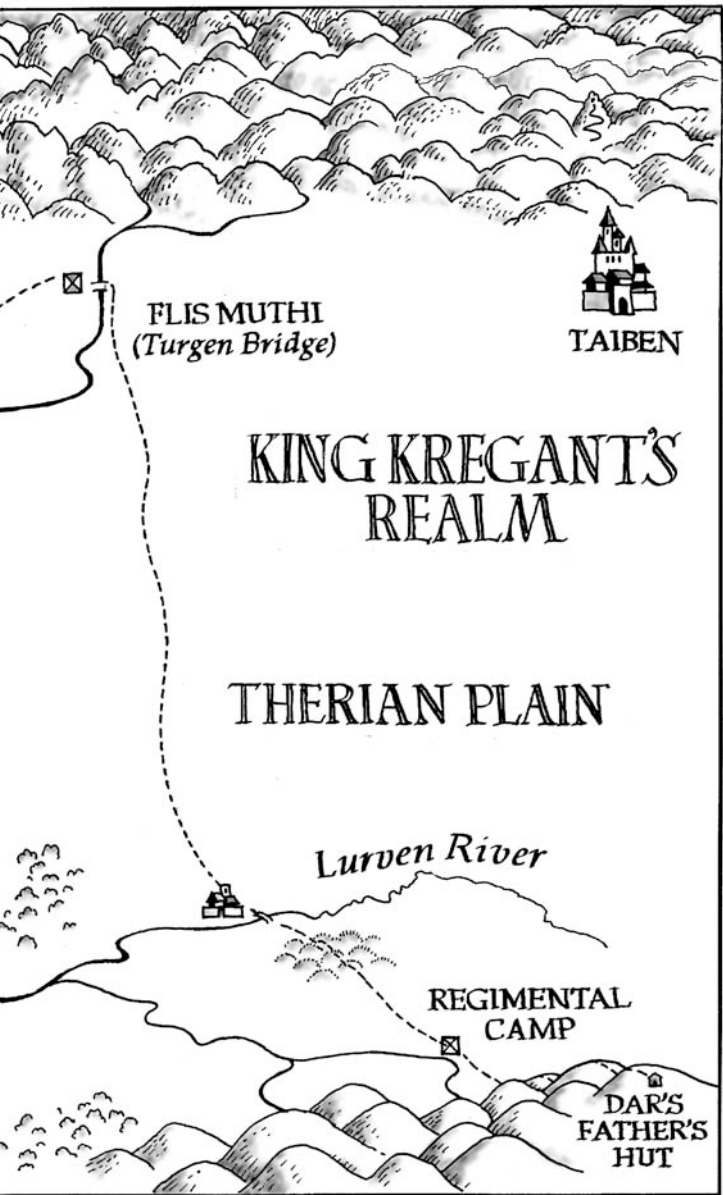 FLIS MUTHI
(Turgen Bridge)
TAIBEN
KING KREGANT'S
REALM
THERIAN PLAIN
Lurven River
REGIMENTAL
CAMP
DAR'S
FATHER'S
HUT